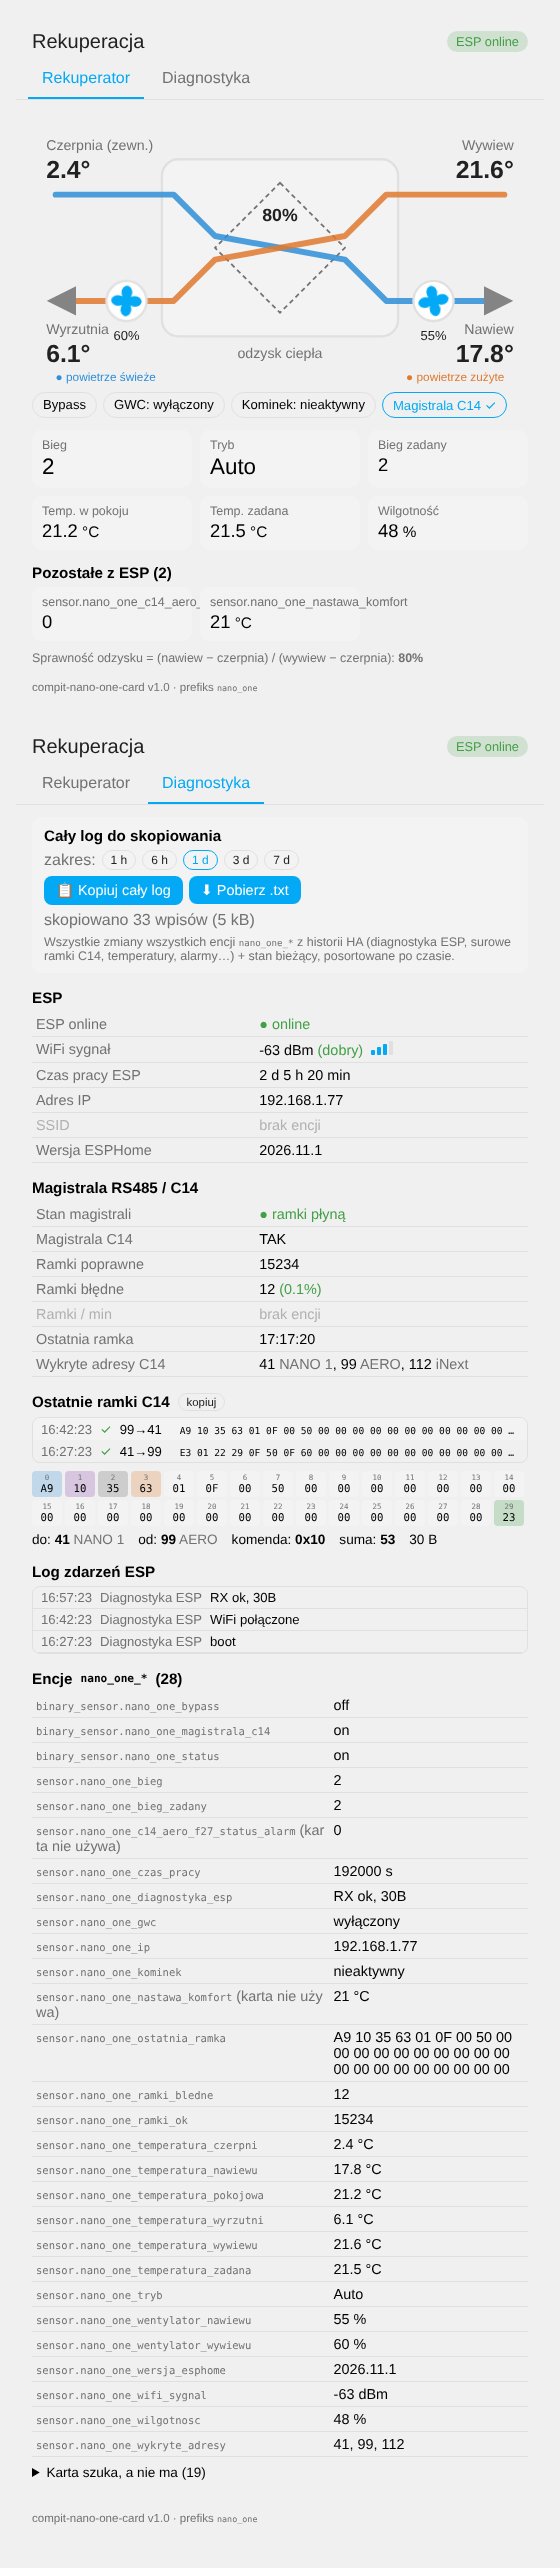 Rekuperacja ESP online
Rekuperator Diagnostyka
Czerpnia (zewn.) Wywiew
2.4° 21.6°
80%
Wyrzutnia 60% 55% Nawiew
6.1° odzysk ciepła 17.8°
● powietrze świeże ● powietrze zużyte
Bypass GWC: wyłączony Kominek: nieaktywny Magistrala C14 ✓
Bieg Tryb Bieg zadany
2 Auto 2
Temp. w pokoju Temp. zadana Wilgotność
21.2 °C 21.5 °C 48 %
Pozostałe z ESP (2)
sensor.nano_one_c14_aero_ sensor.nano_one_nastawa_komfort
0 21 °C
Sprawność odzysku = (nawiew − czerpnia) / (wywiew − czerpnia): 80%
compit-nano-one-card v1.0 · prefiks nano_one
Rekuperacja ESP online
Rekuperator Diagnostyka
Cały log do skopiowania
zakres: 1 h 6 h 1 d 3 d 7 d
📋 Kopiuj cały log ⬇ Pobierz .txt
skopiowano 33 wpisów (5 kB)
Wszystkie zmiany wszystkich encji nano_one_* z historii HA (diagnostyka ESP, surowe
ramki C14, temperatury, alarmy…) + stan bieżący, posortowane po czasie.
ESP
ESP online ● online
WiFi sygnał -63 dBm (dobry)
Czas pracy ESP 2 d 5 h 20 min
Adres IP 192.168.1.77
SSID brak encji
Wersja ESPHome 2026.11.1
Magistrala RS485 / C14
Stan magistrali ● ramki płyną
Magistrala C14 TAK
Ramki poprawne 15234
Ramki błędne 12 (0.1%)
Ramki / min brak encji
Ostatnia ramka 17:17:20
Wykryte adresy C14 41 NANO 1, 99 AERO, 112 iNext
Ostatnie ramki C14 kopiuj
16:42:23 ✓ 99→41 A9 10 35 63 01 0F 00 50 00 00 00 00 00 00 00 00 00 00 00 …
16:27:23 ✓ 41→99 E3 01 22 29 0F 50 0F 60 00 00 00 00 00 00 00 00 00 00 00 …
0 1 2 3 4 5 6 7 8 9 10 11 12 13 14
A9 10 35 63 01 0F 00 50 00 00 00 00 00 00 00
15 16 17 18 19 20 21 22 23 24 25 26 27 28 29
00 00 00 00 00 00 00 00 00 00 00 00 00 00 23
do: 41 NANO 1 od: 99 AERO komenda: 0x10 suma: 53 30 B
Log zdarzeń ESP
16:57:23 Diagnostyka ESP RX ok, 30B
16:42:23 Diagnostyka ESP WiFi połączone
16:27:23 Diagnostyka ESP boot
Encje nano_one_* (28)
binary_sensor.nano_one_bypass off
binary_sensor.nano_one_magistrala_c14 on
binary_sensor.nano_one_status on
sensor.nano_one_bieg 2
sensor.nano_one_bieg_zadany 2
sensor.nano_one_c14_aero_f27_status_alarm (kar 0
ta nie używa)
sensor.nano_one_czas_pracy 192000 s
sensor.nano_one_diagnostyka_esp RX ok, 30B
sensor.nano_one_gwc wyłączony
sensor.nano_one_ip 192.168.1.77
sensor.nano_one_kominek nieaktywny
sensor.nano_one_nastawa_komfort (karta nie uży 21 °C
wa)
sensor.nano_one_ostatnia_ramka A9 10 35 63 01 0F 00 50 00
00 00 00 00 00 00 00 00 00
00 00 00 00 00 00 00 00 00
sensor.nano_one_ramki_bledne 12
sensor.nano_one_ramki_ok 15234
sensor.nano_one_temperatura_czerpni 2.4 °C
sensor.nano_one_temperatura_nawiewu 17.8 °C
sensor.nano_one_temperatura_pokojowa 21.2 °C
sensor.nano_one_temperatura_wyrzutni 6.1 °C
sensor.nano_one_temperatura_wywiewu 21.6 °C
sensor.nano_one_temperatura_zadana 21.5 °C
sensor.nano_one_tryb Auto
sensor.nano_one_wentylator_nawiewu 55 %
sensor.nano_one_wentylator_wywiewu 60 %
sensor.nano_one_wersja_esphome 2026.11.1
sensor.nano_one_wifi_sygnal -63 dBm
sensor.nano_one_wilgotnosc 48 %
sensor.nano_one_wykryte_adresy 41, 99, 112
▶ Karta szuka, a nie ma (19)
compit-nano-one-card v1.0 · prefiks nano_one